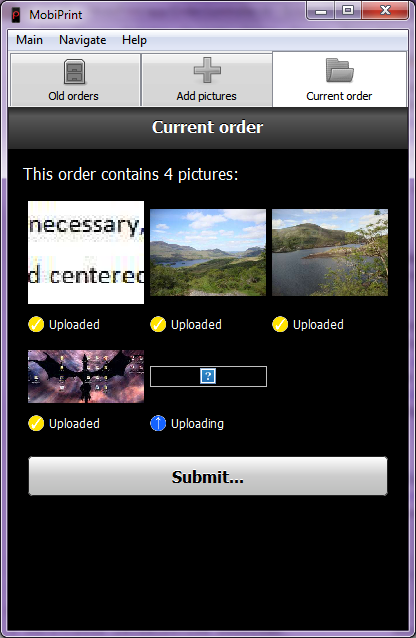 MobiPrint
Main Navigate Help
Old orders Add pictures Current order
Current order
This order contains 4 pictures:
necessary,
d centered
Uploaded Uploaded Uploaded
?
Uploaded Uploading
Submit...